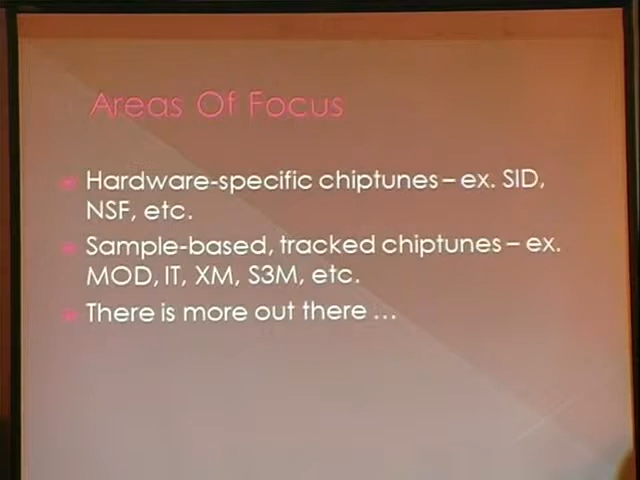 Areas Of Focus
Hardware-specific chiptunes – ex. SID,
NSF, etc.
Sample-based, tracked chiptunes – ex.
MOD, IT, XM, S3M, etc.
There is more out there …